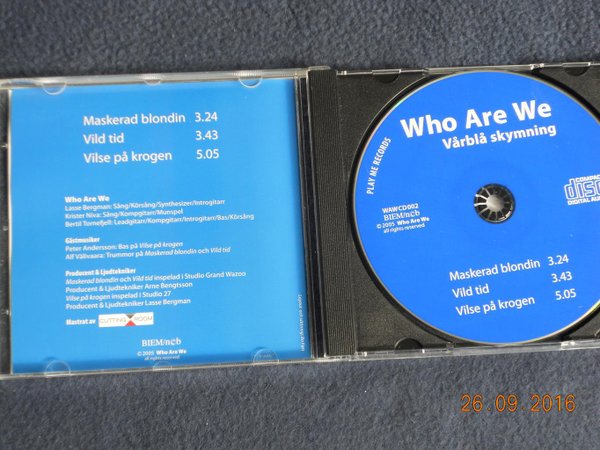 Maskerad blondin 3.24
Vild tid 3.43
Vilse på krogen 5.05
Who Are We
Lasse Bergman: Sång/Körsång/Synthesizer/Introgitarr
Krister Niva: Sång/Kompgitarr/Munspel
Bertil Tornefjell: Leadgitarr/Kompgitarr/Introgitarr/Bas/Körsång
Gästmusiker
Peter Andersson: Bas på Vilse på krogen
Alf Välivaara: Trummor på Maskerad blondin och Vild tid
Producent & Ljudtekniker
Maskerad blondin och Vild tid inspelad i Studio Grand Wazoo
Producent & Ljudtekniker Arne Bengtsson
Vilse på krogen inspelad i Studio 27
Producent & Ljudtekniker Lasse Bergman
Mastrat av CUTTING ROOM
BIEM/ncb
© 2005 Who Are We
all rights reserved
Who Are We
Vårblå skymning
PLAY ME RECORDS
WAWCD002
BIEM/ncb
© 2005 Who Are We
all rights reserved
COMPACT
disc
DIGITAL AUDIO
Maskerad blondin 3.24
Vild tid 3.43
Vilse på krogen 5.05
26.09.2016